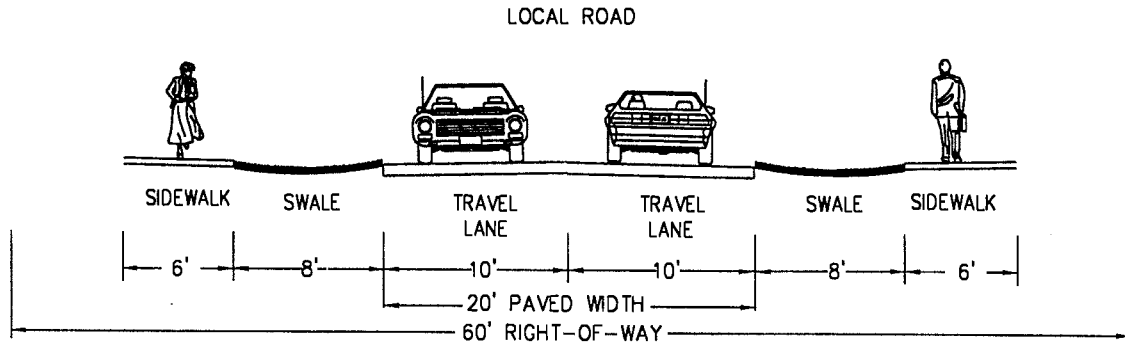 LOCAL ROAD
SIDEWALK SWALE TRAVEL LANE TRAVEL LANE SWALE SIDEWALK
6' 8' 10' 10' 8' 6'
20' PAVED WIDTH
60' RIGHT-OF-WAY